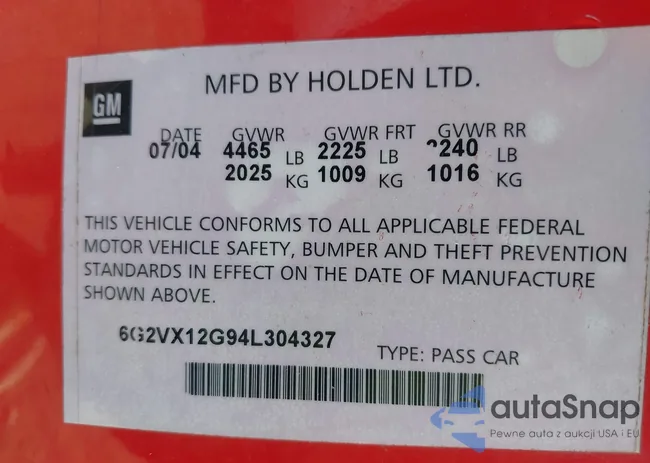 GM
MFD BY HOLDEN LTD.
DATE GVWR GVWR FRT GVWR RR
07/04 4465 LB 2225 LB 2240 LB
2025 KG 1009 KG 1016 KG
THIS VEHICLE CONFORMS TO ALL APPLICABLE FEDERAL
MOTOR VEHICLE SAFETY, BUMPER AND THEFT PREVENTION
STANDARDS IN EFFECT ON THE DATE OF MANUFACTURE
SHOWN ABOVE.
6G2VX12G94L304327
TYPE: PASS CAR
autaSnap
Pewne auta z aukcji USA i EU